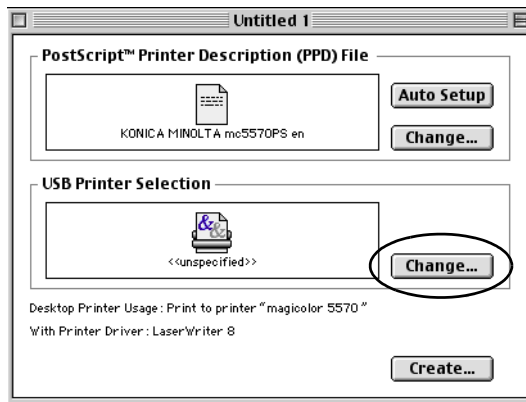 Untitled 1
PostScript™ Printer Description (PPD) File
Auto Setup
KONICA MINOLTA mc5570PS en
Change...
USB Printer Selection
<<unspecified>>
Change...
Desktop Printer Usage : Print to printer "magicolor 5570 "
With Printer Driver : LaserWriter 8
Create...